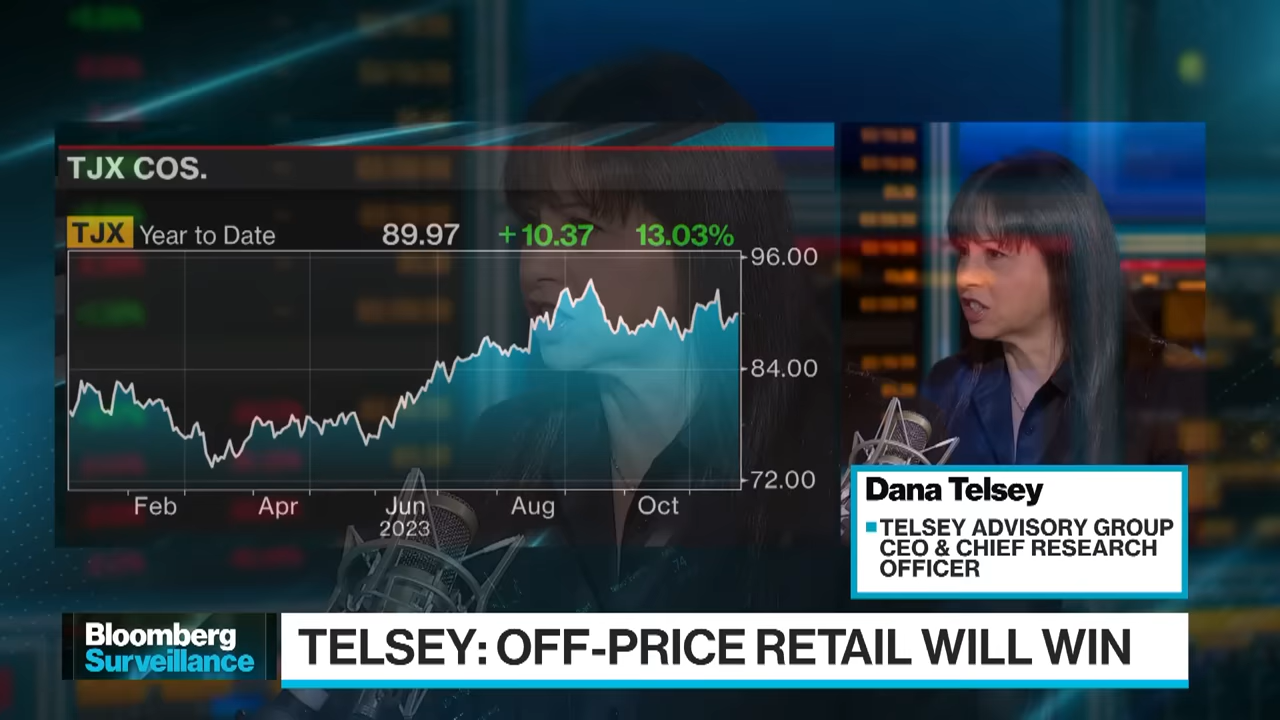 TJX COS.
TJX Year to Date 89.97 +10.37 13.03%
96.00
84.00
72.00
Feb Apr Jun Aug Oct
2023
Dana Telsey
TELSEY ADVISORY GROUP
CEO & CHIEF RESEARCH
OFFICER
Bloomberg
Surveillance
TELSEY: OFF-PRICE RETAIL WILL WIN